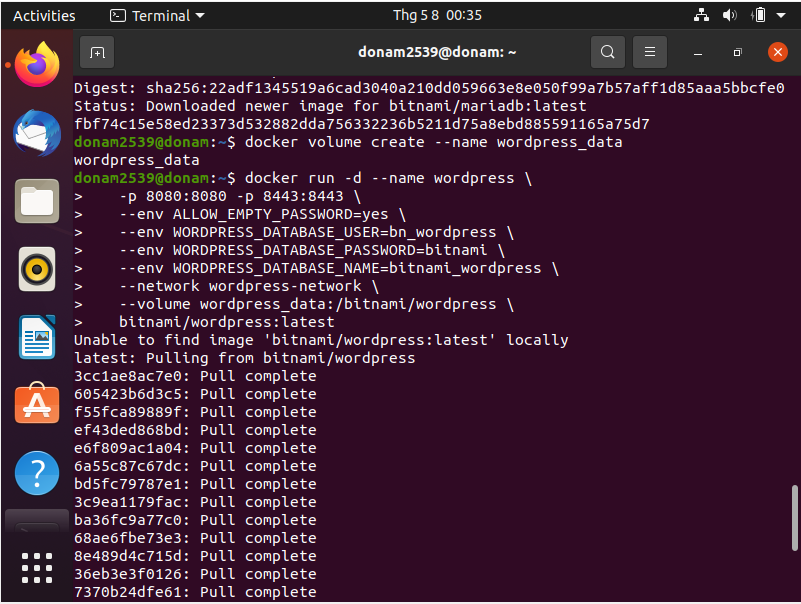 Activities Terminal Thg 5 8 00:35
donam2539@donam: ~
Digest: sha256:22adf1345519a6cad3040a210dd059663e8e050f99a7b57aff1d85aaa5bbcfe0
Status: Downloaded newer image for bitnami/mariadb:latest
fbf74c15e58ed23373d532882dda756332236b5211d75a8ebd885591165a75d7
donam2539@donam:~$ docker volume create --name wordpress_data
wordpress_data
donam2539@donam:~$ docker run -d --name wordpress \
>    -p 8080:8080 -p 8443:8443 \
>    --env ALLOW_EMPTY_PASSWORD=yes \
>    --env WORDPRESS_DATABASE_USER=bn_wordpress \
>    --env WORDPRESS_DATABASE_PASSWORD=bitnami \
>    --env WORDPRESS_DATABASE_NAME=bitnami_wordpress \
>    --network wordpress-network \
>    --volume wordpress_data:/bitnami/wordpress \
>    bitnami/wordpress:latest
Unable to find image 'bitnami/wordpress:latest' locally
latest: Pulling from bitnami/wordpress
3cc1ae8ac7e0: Pull complete
605423b6d3c5: Pull complete
f55fca89889f: Pull complete
ef43ded868bd: Pull complete
e6f809ac1a04: Pull complete
6a55c87c67dc: Pull complete
bd5fc79787e1: Pull complete
3c9ea1179fac: Pull complete
ba36fc9a77c0: Pull complete
68ae6fbe73e3: Pull complete
8e489d4c715d: Pull complete
36eb3e3f0126: Pull complete
7370b24dfe61: Pull complete